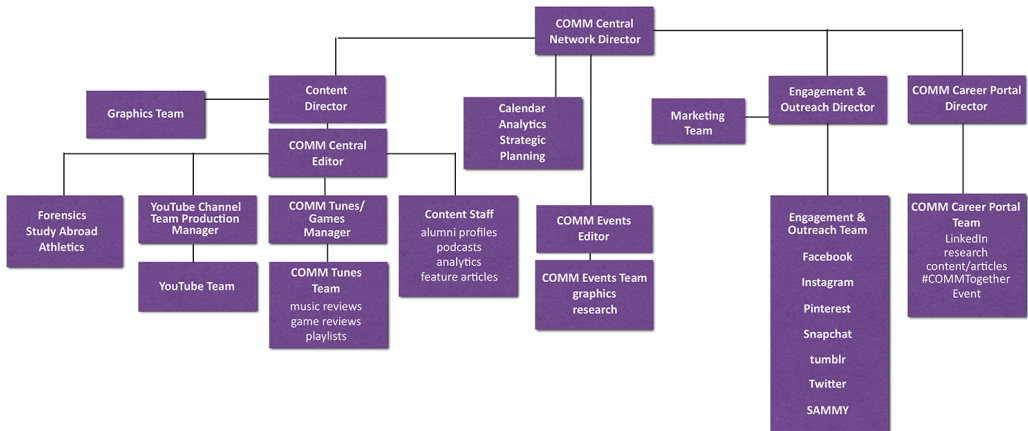 COMM Central
Network Director
Content
Director
Graphics Team
COMM Central
Editor
Calendar
Analytics
Strategic
Planning
Marketing
Team
Engagement &
Outreach Director
COMM Career Portal
Director
Forensics
Study Abroad
Athletics
YouTube Channel
Team Production
Manager
YouTube Team
COMM Tunes/
Games
Manager
COMM Tunes
Team
music reviews
game reviews
playlists
Content Staff
alumni profiles
podcasts
analytics
feature articles
COMM Events
Editor
COMM Events Team
graphics
research
Engagement &
Outreach Team
Facebook
Instagram
Pinterest
Snapchat
tumblr
Twitter
SAMMY
COMM Career Portal
Team
LinkedIn
research
content/articles
#COMMTogether
Event